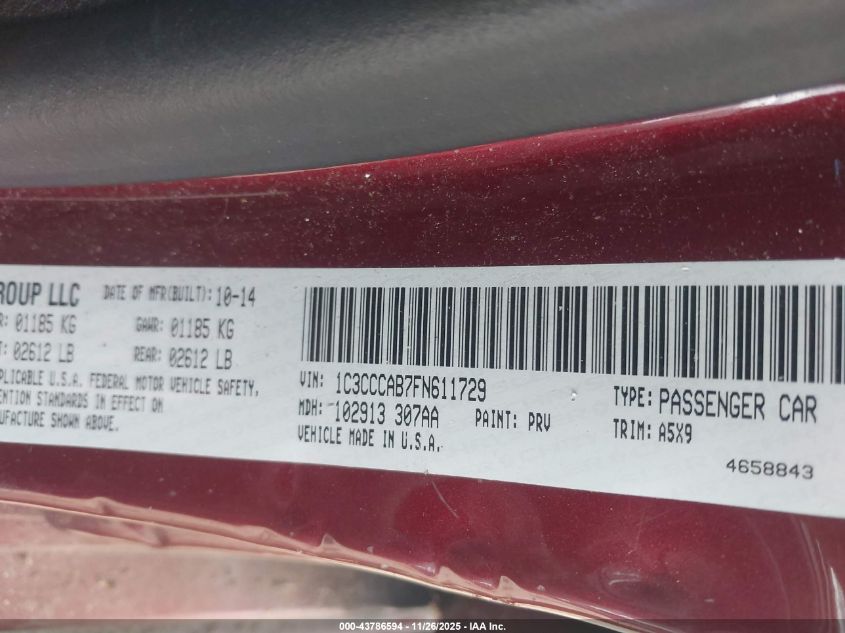 ROUP LLC DATE OF MFR(BUILT): 10-14
R: 01185 KG GAWR: 01185 KG
T: 02612 LB REAR: 02612 LB
PPLICABLE U.S.A. FEDERAL MOTOR VEHICLE SAFETY,
ENTION STANDARDS IN EFFECT ON
UFACTURE SHOWN ABOVE.
VIN: 1C3CCCAB7FN611729
MDH: 102913 307AA PAINT: PRV
VEHICLE MADE IN U.S.A.
TYPE: PASSENGER CAR
TRIM: A5X9
4658843
000-43786594 - 11/26/2025 - IAA Inc.